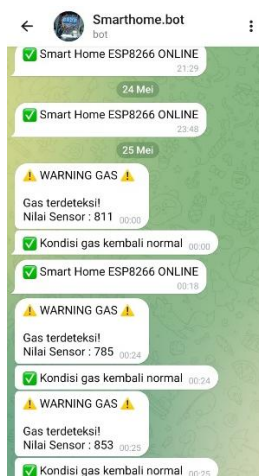 Smarthome.bot
bot
✅ Smart Home ESP8266 ONLINE
21:29
24 Mei
✅ Smart Home ESP8266 ONLINE
23:48
25 Mei
⚠️ WARNING GAS ⚠️
Gas terdeteksi!
Nilai Sensor : 811 00:00
✅ Kondisi gas kembali normal 00:00
✅ Smart Home ESP8266 ONLINE
00:18
⚠️ WARNING GAS ⚠️
Gas terdeteksi!
Nilai Sensor : 785 00:24
✅ Kondisi gas kembali normal 00:24
⚠️ WARNING GAS ⚠️
Gas terdeteksi!
Nilai Sensor : 853 00:25
✅ Kondisi gas kembali normal 00:25